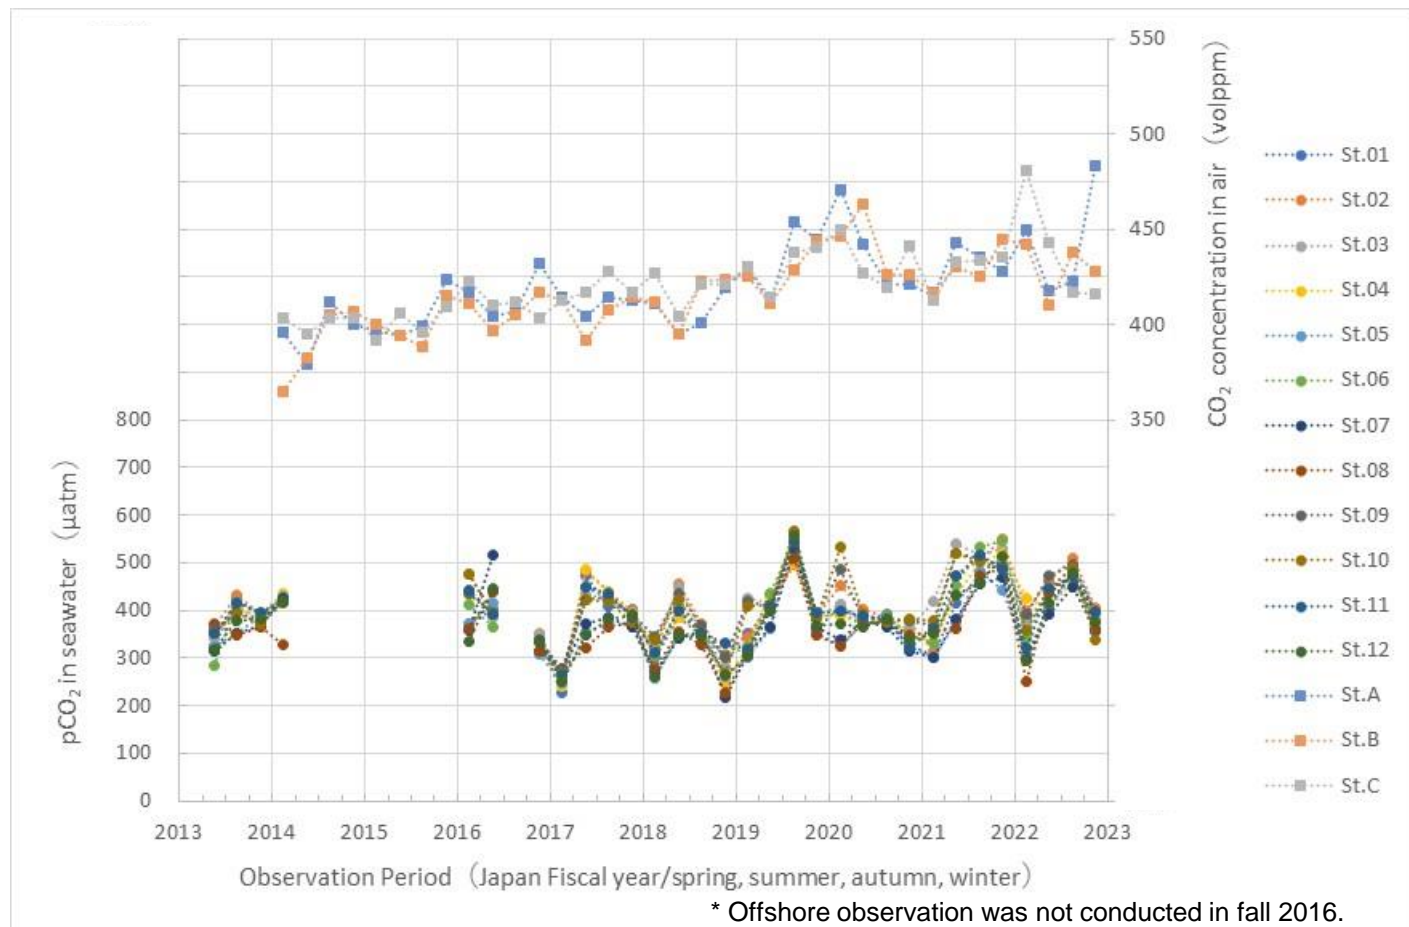 550
500
450
400
350
CO₂ concentration in air （volppm）
800
700
600
500
400
300
200
100
0
pCO₂ in seawater （μatm）
2013 2014 2015 2016 2017 2018 2019 2020 2021 2022 2023
Observation Period （Japan Fiscal year/spring, summer, autumn, winter）
* Offshore observation was not conducted in fall 2016.
St.01
St.02
St.03
St.04
St.05
St.06
St.07
St.08
St.09
St.10
St.11
St.12
St.A
St.B
St.C